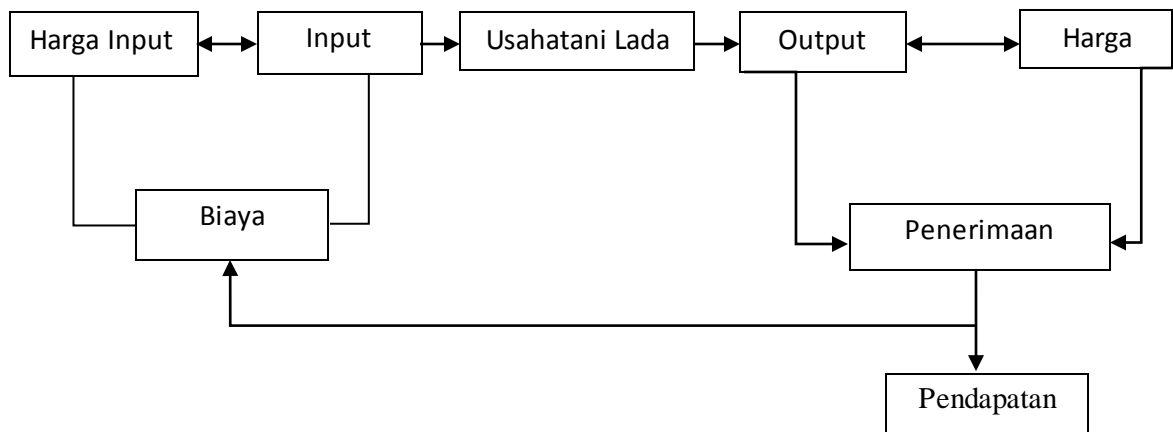 Harga Input
Input
Usahatani Lada
Output
Harga
Biaya
Penerimaan
Pendapatan